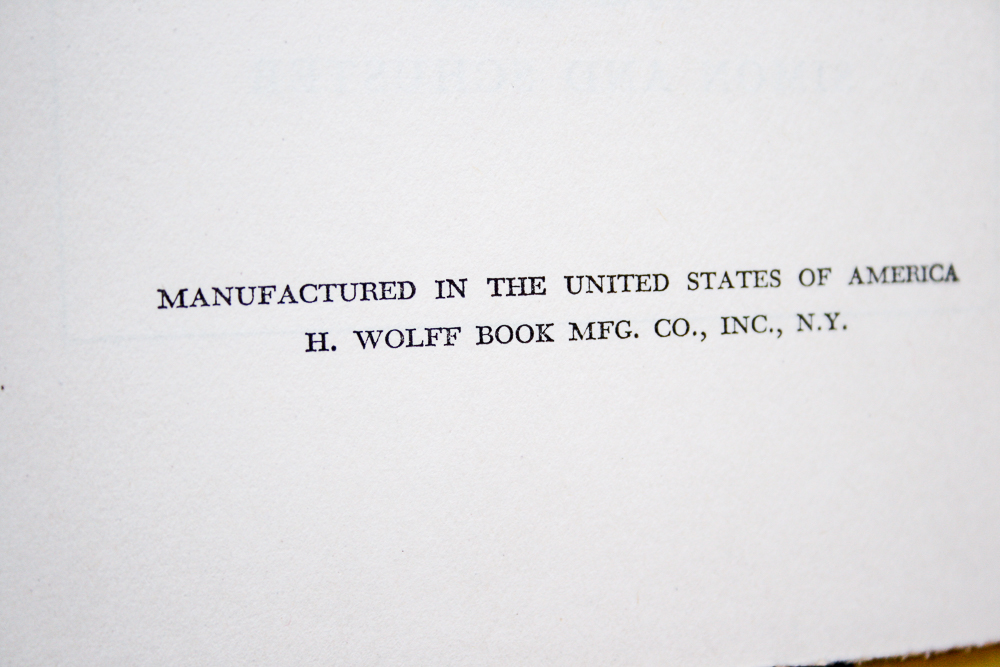 MANUFACTURED IN THE UNITED STATES OF AMERICA
H. WOLFF BOOK MFG. CO., INC., N.Y.